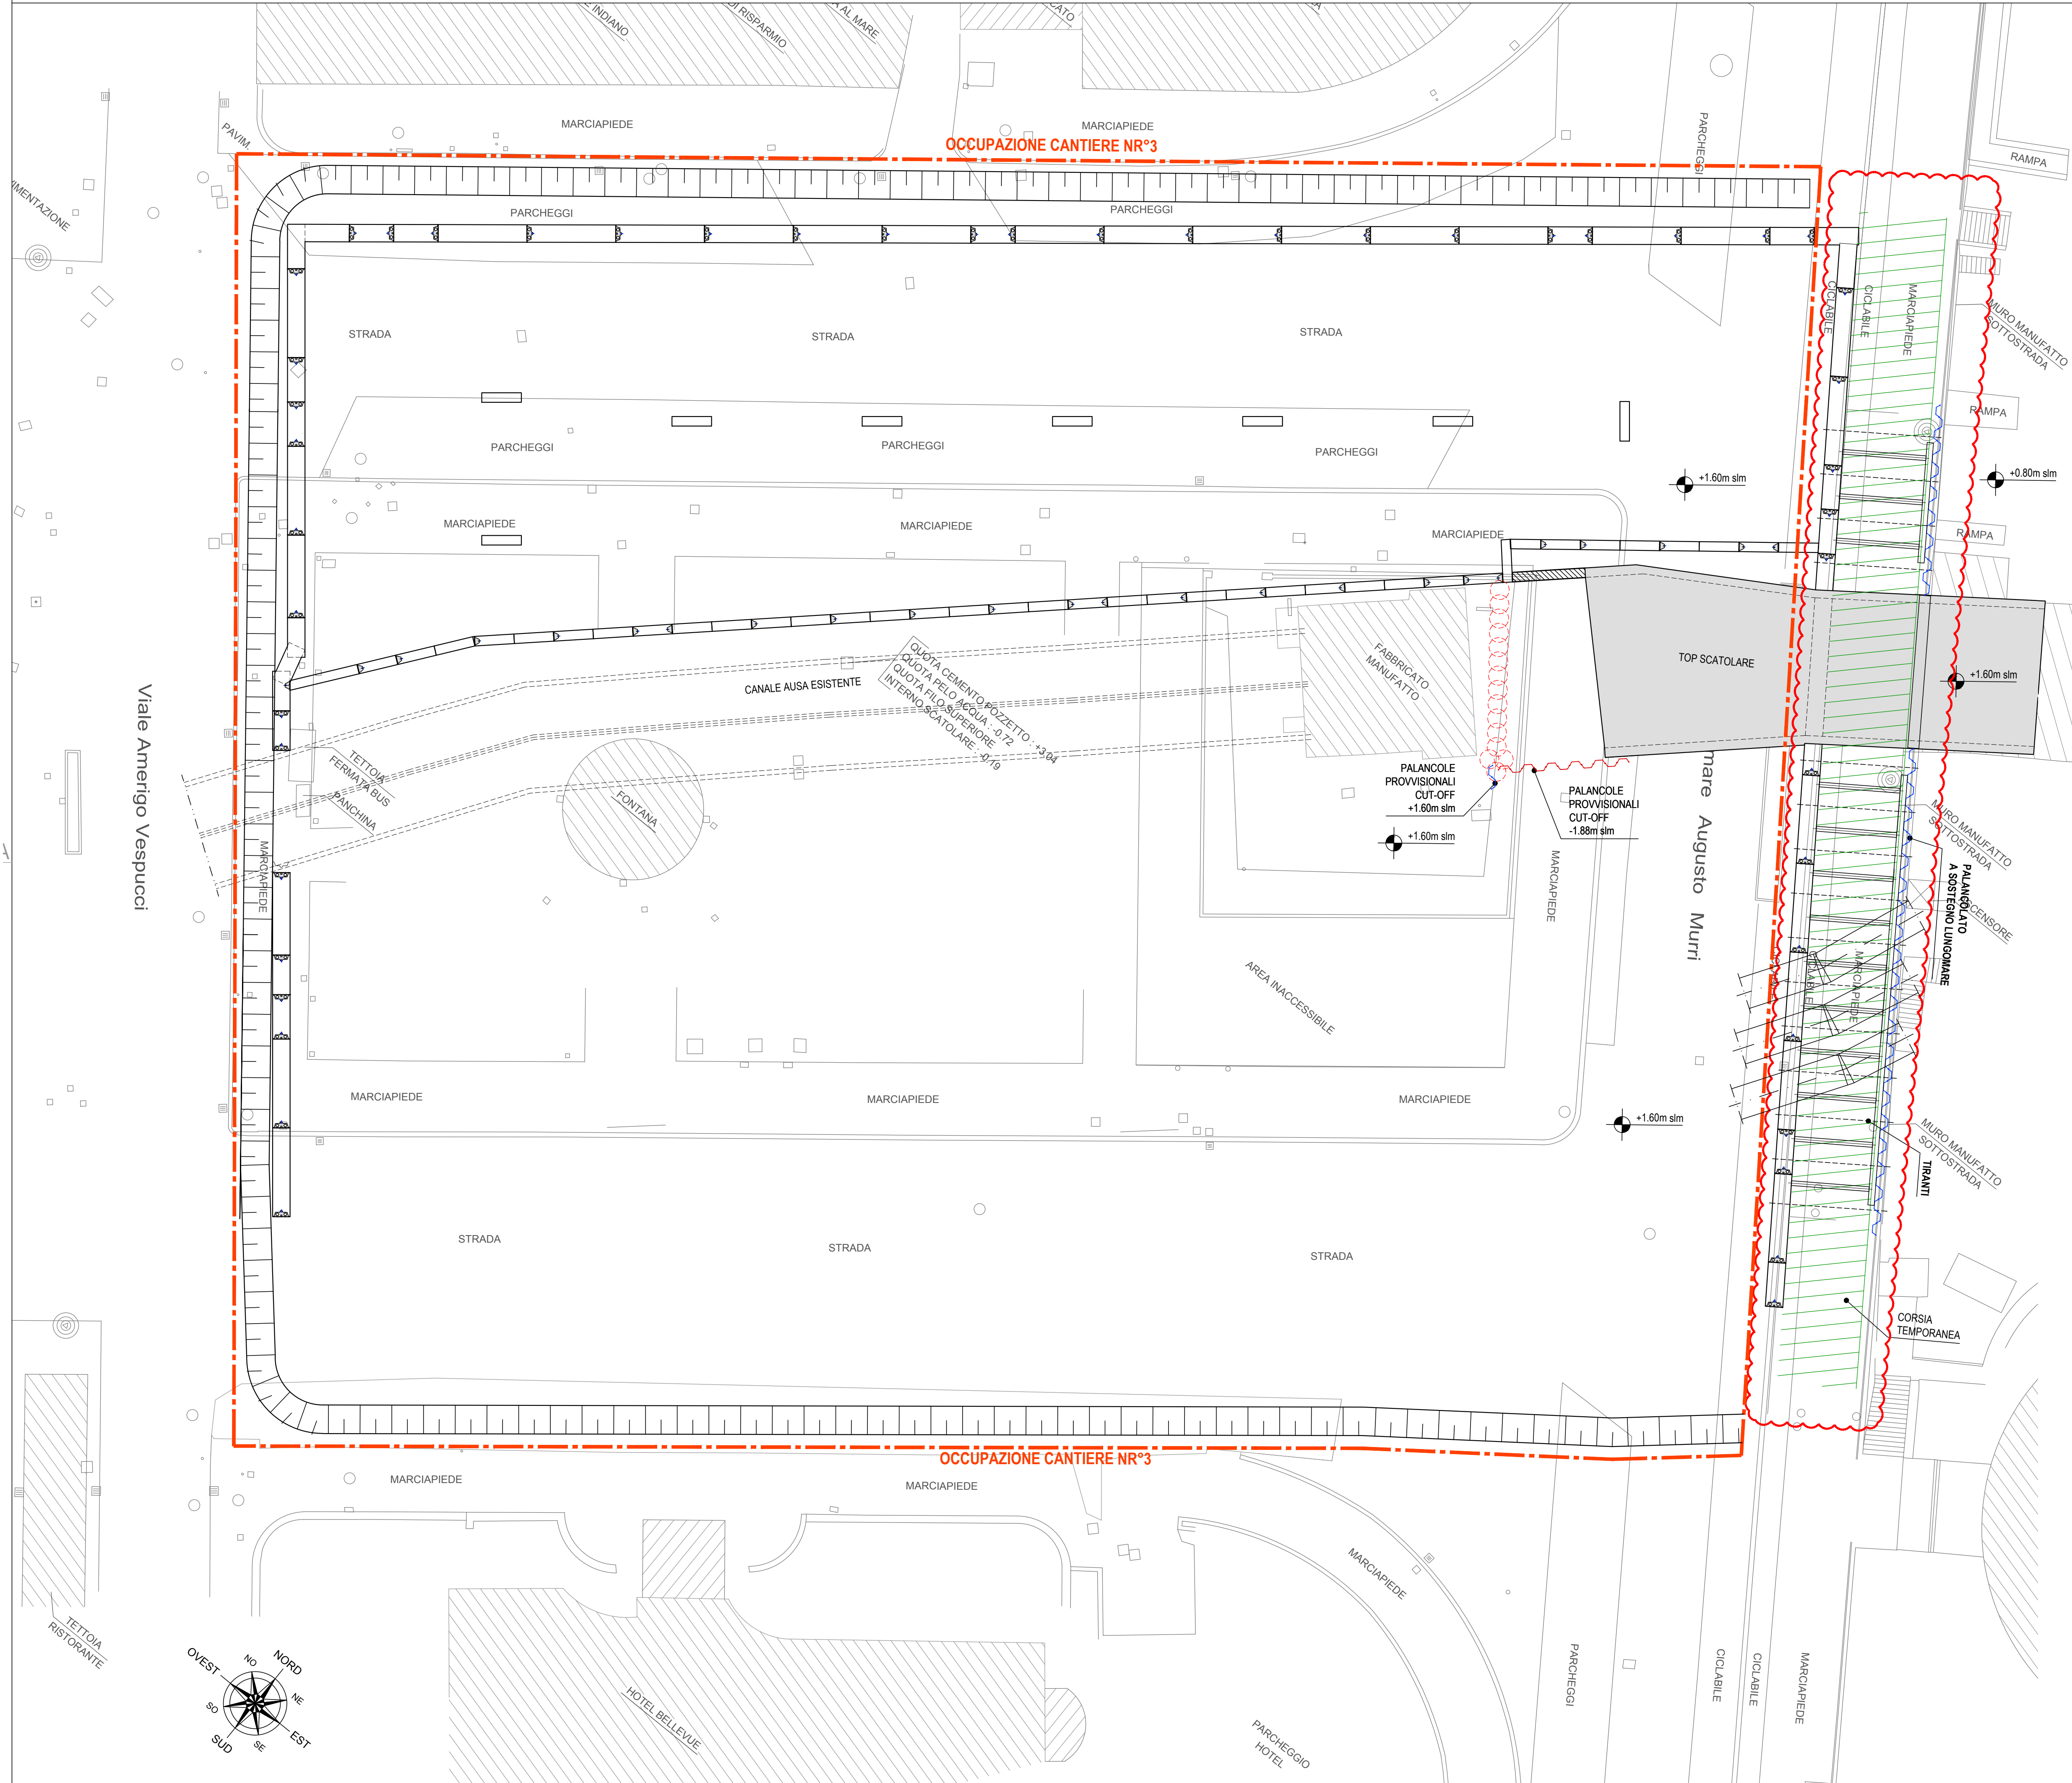 INDIANO
DI RISPARMIO
AL MARE
MARCIAPIEDE
MARCIAPIEDE
PARCHEGGI
RAMPA
PAVIM.
OCCUPAZIONE CANTIERE NR°3
PARCHEGGI
PARCHEGGI
STRADA
STRADA
STRADA
CICLABILE
CICLABILE
MARCIAPIEDE
MURO MANUFATTO
SOTTOSTRADA
RAMPA
PARCHEGGI
PARCHEGGI
PARCHEGGI
+1.60m slm
+0.80m slm
MARCIAPIEDE
MARCIAPIEDE
MARCIAPIEDE
RAMPA
FABBRICATO
MANUFATTO
TOP SCATOLARE
+1.60m slm
CANALE AUSA ESISTENTE
QUOTA CEMENTO POZZETTO : +3.04
QUOTA PELO ACQUA : -0.72
QUOTA FILO SUPERIORE
INTERNO SCATOLARE : -0.19
Viale Amerigo Vespucci
TETTOIA
FERMATA BUS
PANCHINA
FONTANA
MARCIAPIEDE
PALANCOLE
PROVVISIONALI
CUT-OFF
+1.60m slm
PALANCOLE
PROVVISIONALI
CUT-OFF
-1.88m slm
+1.60m slm
mare Augusto Murri
MARCIAPIEDE
MURO MANUFATTO
SOTTOSTRADA
PALANCOLATO
A SOSTEGNO LUNGOMARE
MARCIAPIEDE
AREA INACCESSIBILE
MARCIAPIEDE
MARCIAPIEDE
MARCIAPIEDE
+1.60m slm
MURO MANUFATTO
SOTTOSTRADA
TIRANTI
STRADA
STRADA
STRADA
CORSIA
TEMPORANEA
OCCUPAZIONE CANTIERE NR°3
MARCIAPIEDE
MARCIAPIEDE
MARCIAPIEDE
TETTOIA
RISTORANTE
NORD
NE
EST
SE
SUD
SO
OVEST
NO
HOTEL BELLEVUE
PARCHEGGIO
HOTEL
PARCHEGGI
CICLABILE
CICLABILE
MARCIAPIEDE